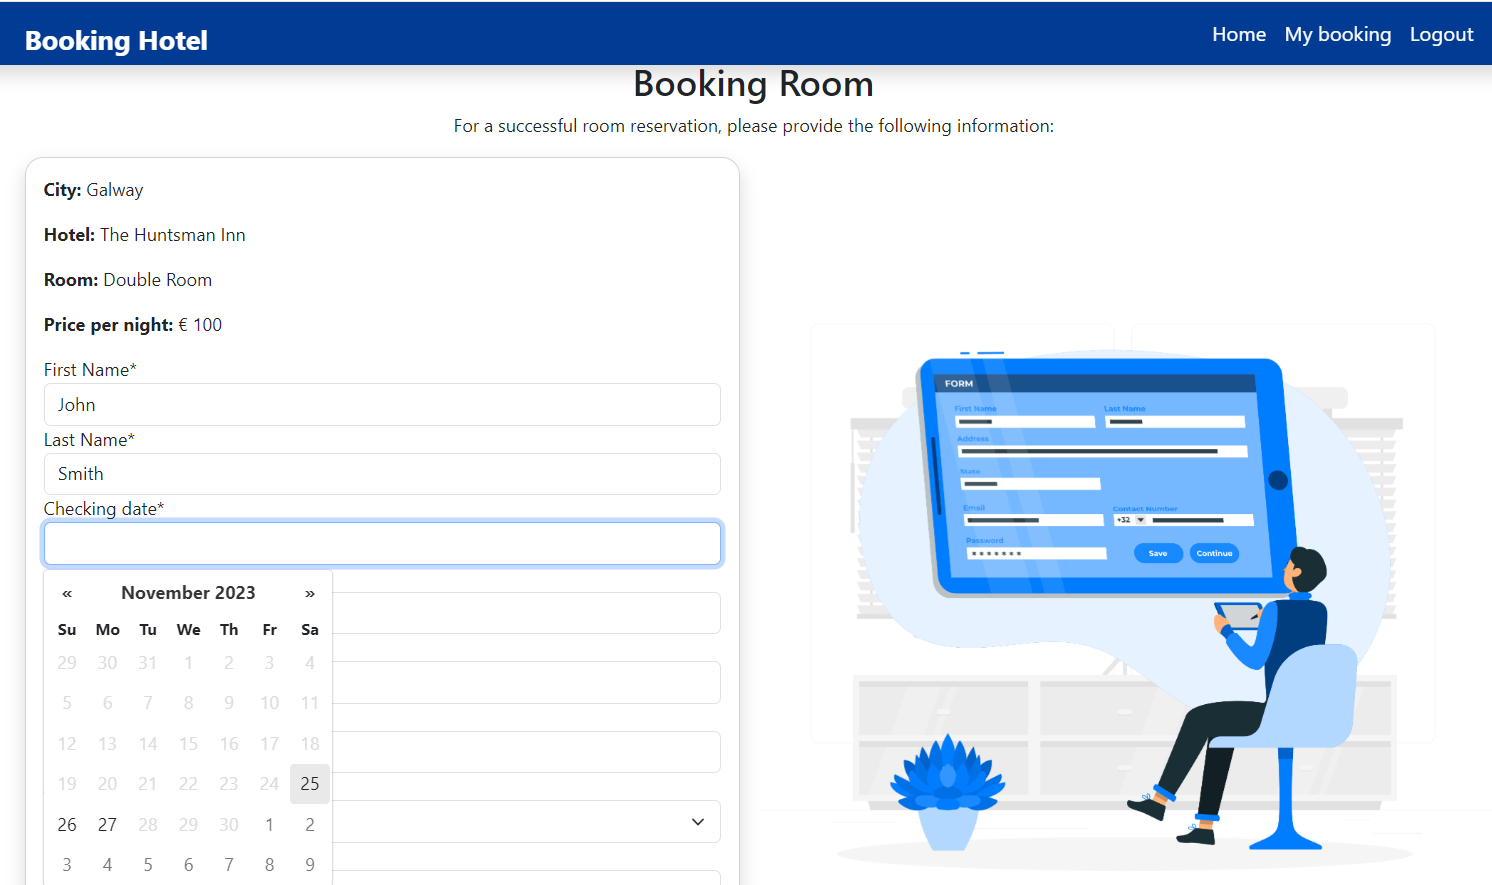 Booking Hotel
Home My booking Logout
Booking Room
For a successful room reservation, please provide the following information:
City: Galway
Hotel: The Huntsman Inn
Room: Double Room
Price per night: € 100
First Name*
John
Last Name*
Smith
Checking date*
« November 2023 »
Su Mo Tu We Th Fr Sa
29 30 31 1 2 3 4
5 6 7 8 9 10 11
12 13 14 15 16 17 18
19 20 21 22 23 24 25
26 27 28 29 30 1 2
3 4 5 6 7 8 9
FORM
First Name Last Name
Address
State
Email Contact Number
+32
Password
Save Continue